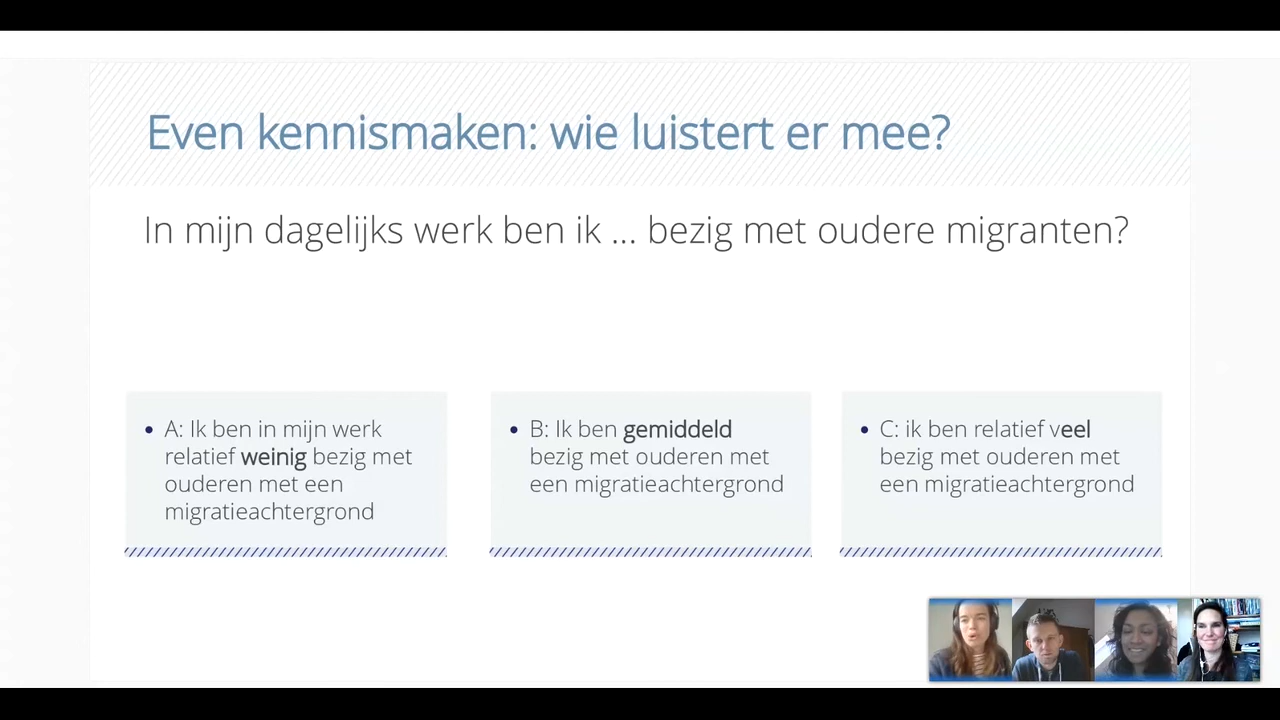 Even kennismaken: wie luistert er mee?
In mijn dagelijks werk ben ik ... bezig met oudere migranten?
• A: Ik ben in mijn werk
relatief weinig bezig met
ouderen met een
migratieachtergrond
• B: Ik ben gemiddeld
bezig met ouderen met
een migratieachtergrond
• C: ik ben relatief veel
bezig met ouderen met
een migratieachtergrond